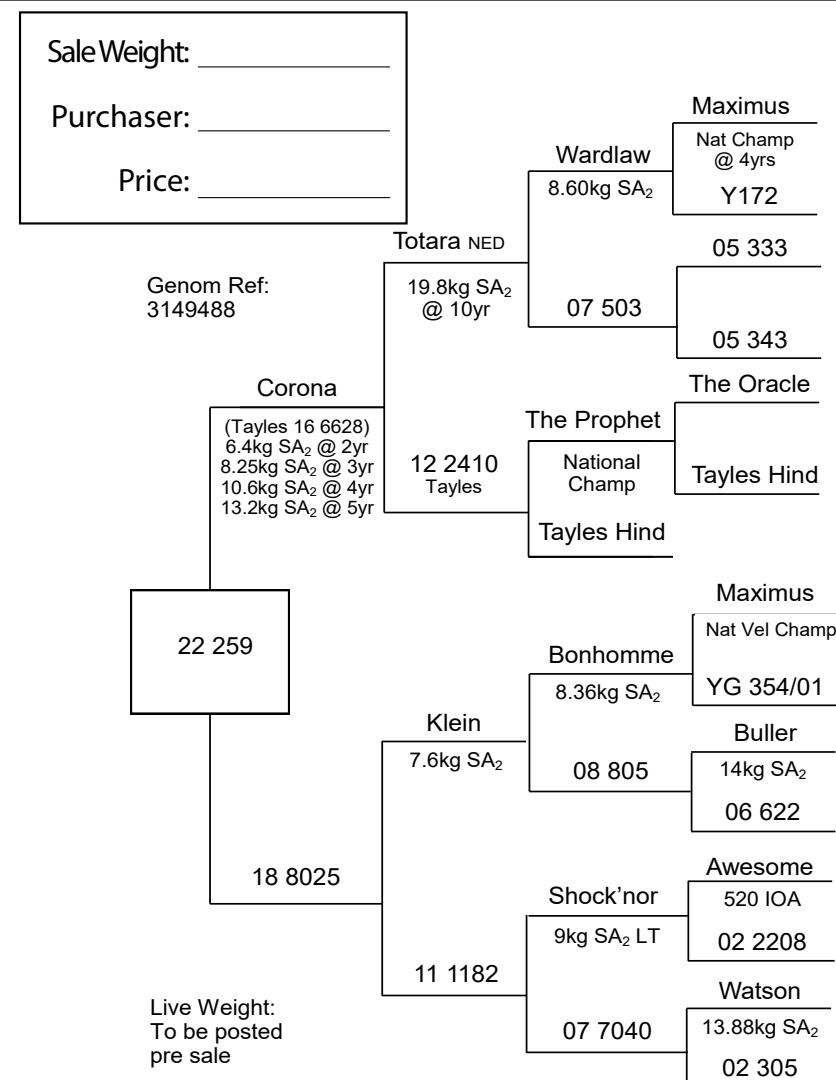 Sale Weight:
Purchaser:
Price:
Genom Ref:
3149488
Maximus
Nat Champ
@ 4yrs
Y172
Wardlaw
8.60kg SA₂
Totara NED
19.8kg SA₂
@ 10yr
05 333
07 503
05 343
Corona
(Tayles 16 6628)
6.4kg SA₂ @ 2yr
8.25kg SA₂ @ 3yr
10.6kg SA₂ @ 4yr
13.2kg SA₂ @ 5yr
The Oracle
The Prophet
National
Champ
12 2410
Tayles
Tayles Hind
Tayles Hind
22 259
Maximus
Nat Vel Champ
Bonhomme
8.36kg SA₂
YG 354/01
Klein
7.6kg SA₂
Buller
14kg SA₂
08 805
06 622
18 8025
Awesome
520 IOA
Shock'nor
9kg SA₂ LT
02 2208
11 1182
Watson
13.88kg SA₂
07 7040
02 305
Live Weight:
To be posted
pre sale